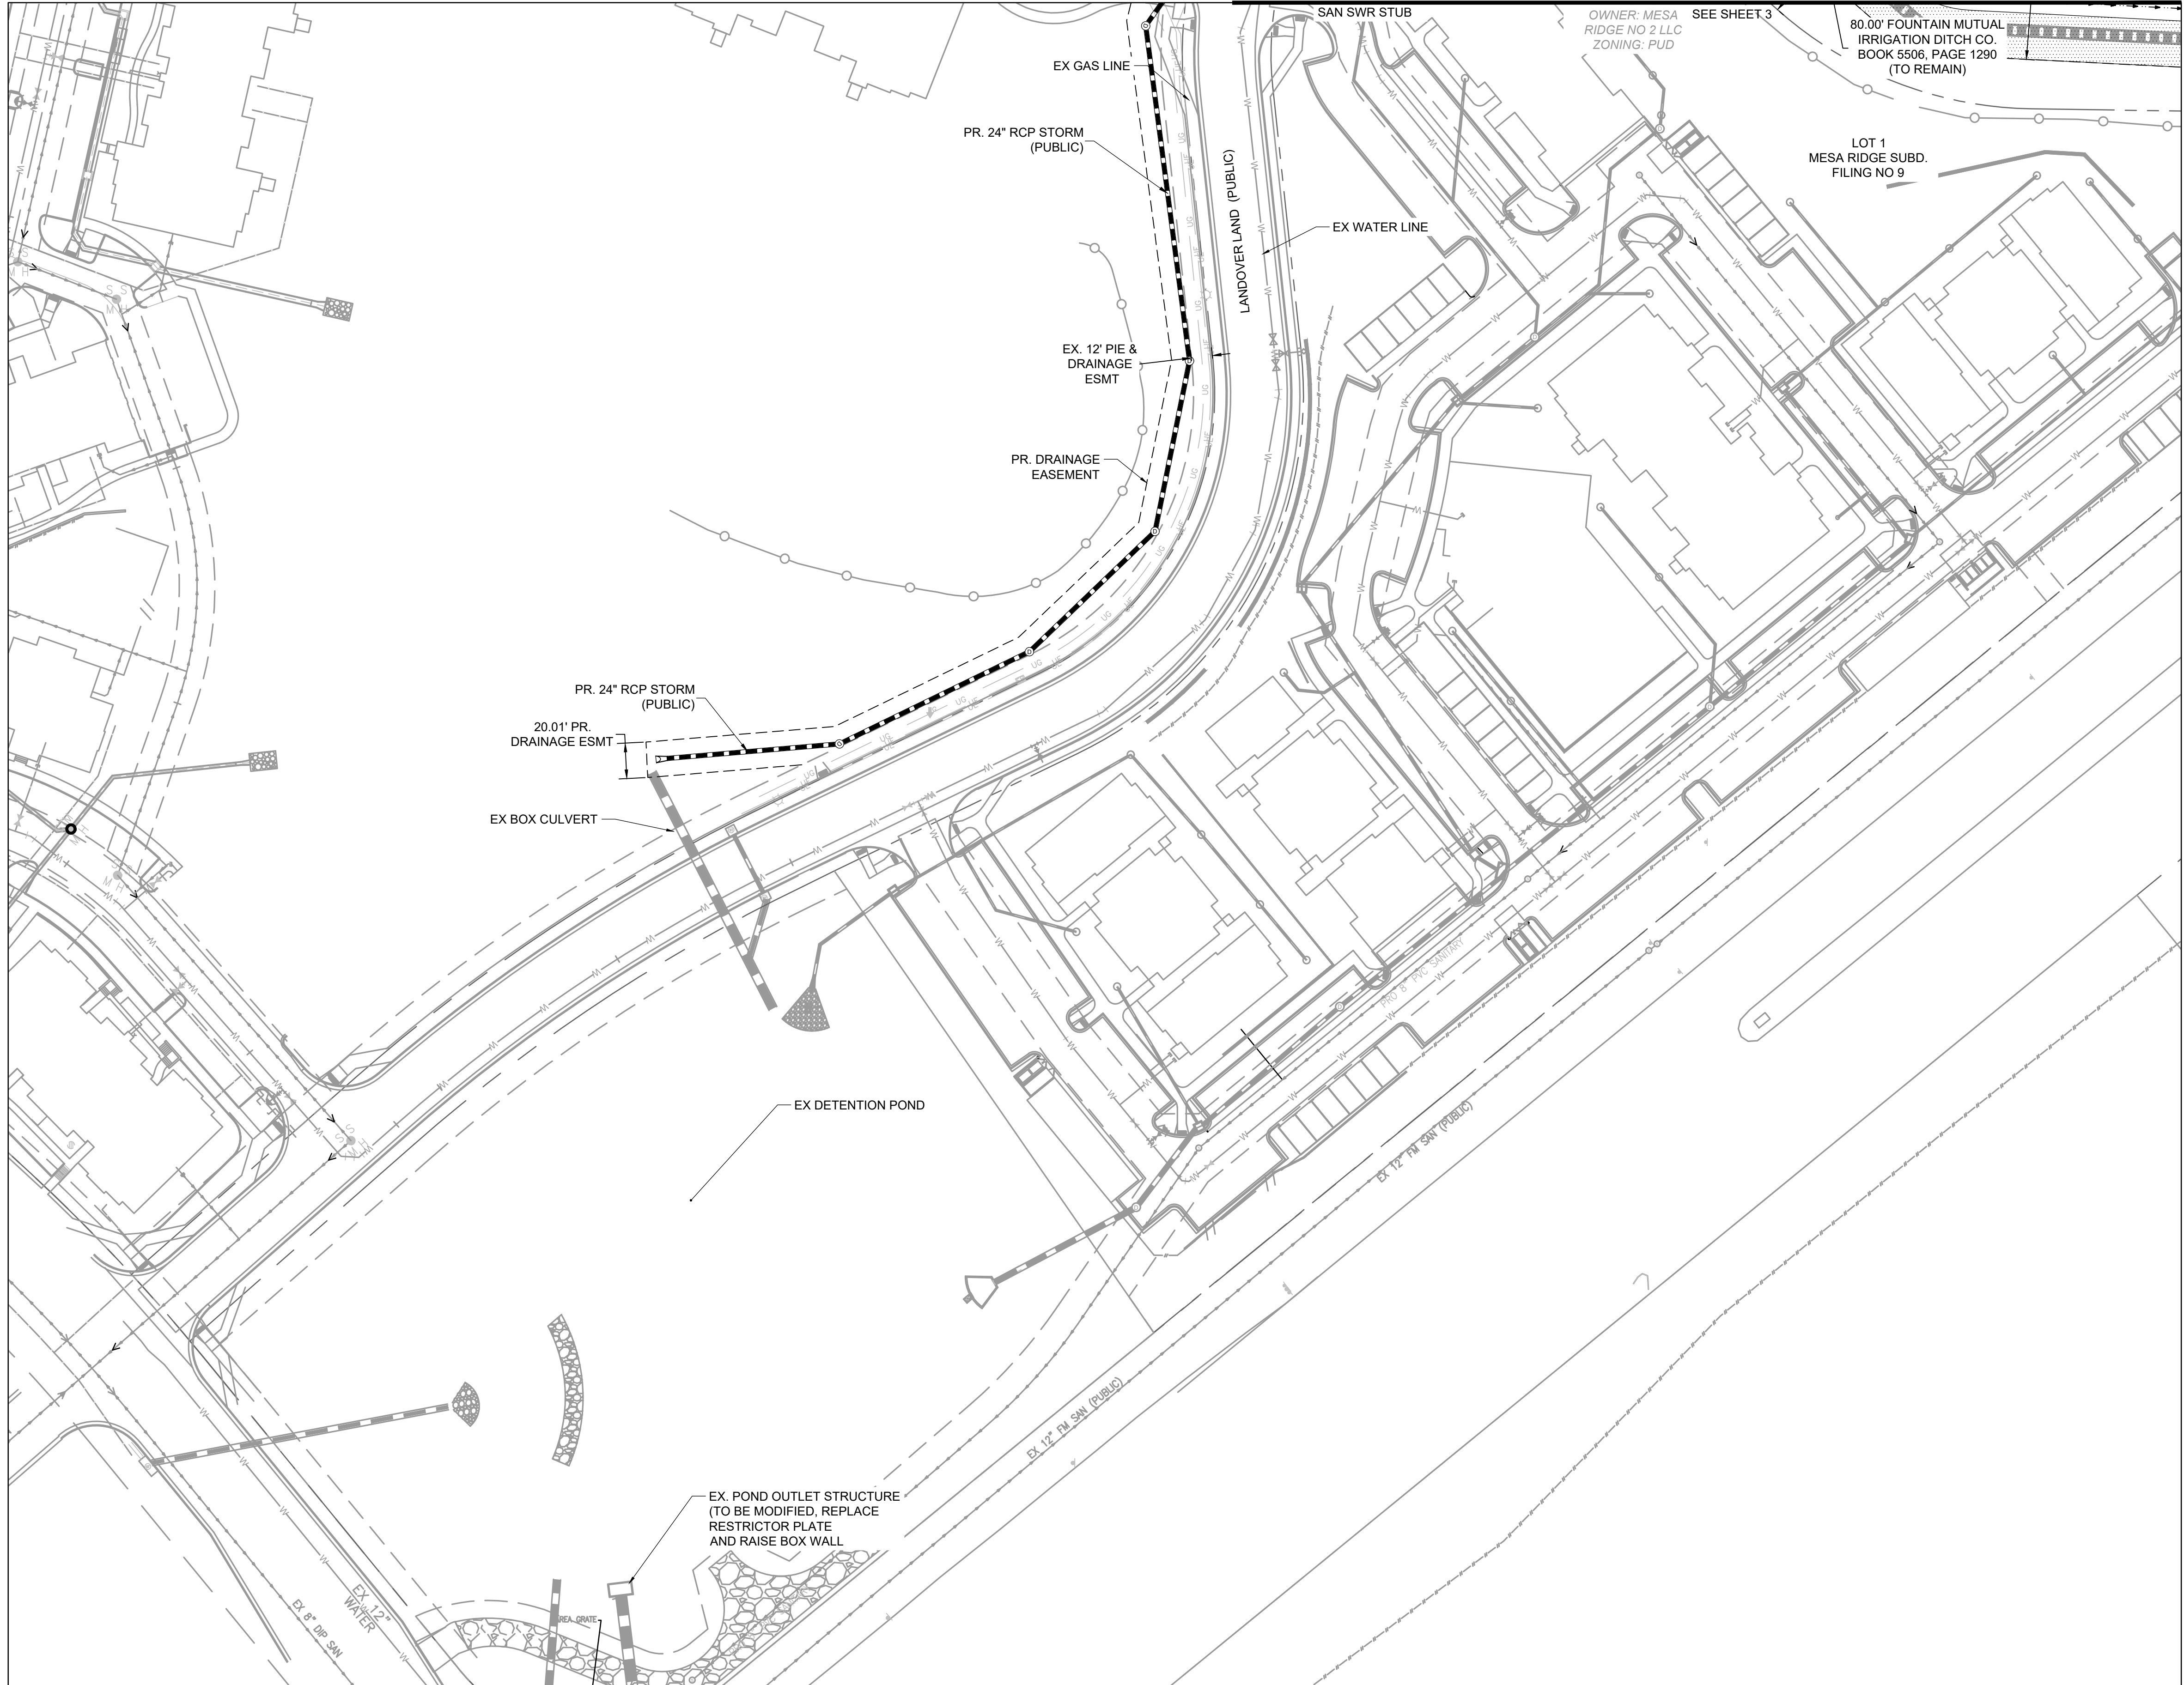 SAN SWR STUB
OWNER: MESA
RIDGE NO 2 LLC
ZONING: PUD
SEE SHEET 3
80.00' FOUNTAIN MUTUAL
IRRIGATION DITCH CO.
BOOK 5506, PAGE 1290
(TO REMAIN)
EX GAS LINE
PR. 24" RCP STORM
(PUBLIC)
LOT 1
MESA RIDGE SUBD.
FILING NO 9
LANDOVER LAND (PUBLIC)
EX WATER LINE
EX. 12' PIE &
DRAINAGE
ESMT
PR. DRAINAGE
EASEMENT
PR. 24" RCP STORM
(PUBLIC)
20.01' PR.
DRAINAGE ESMT
EX BOX CULVERT
PRO 8" PVC SANITARY
EX DETENTION POND
EX 12" FM SAN (PUBLIC)
EX 12" FM SAN (PUBLIC)
EX. POND OUTLET STRUCTURE
(TO BE MODIFIED, REPLACE
RESTRICTOR PLATE
AND RAISE BOX WALL
EX 12"
WATER
EX 8" DIP SAN
AREA GRATE